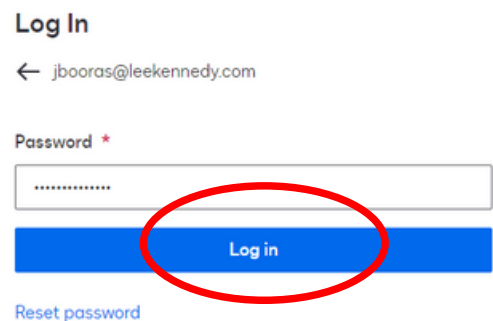 Log In
← jbooras@leekennedy.com
Password *
••••••••••••••
Log in
Reset password